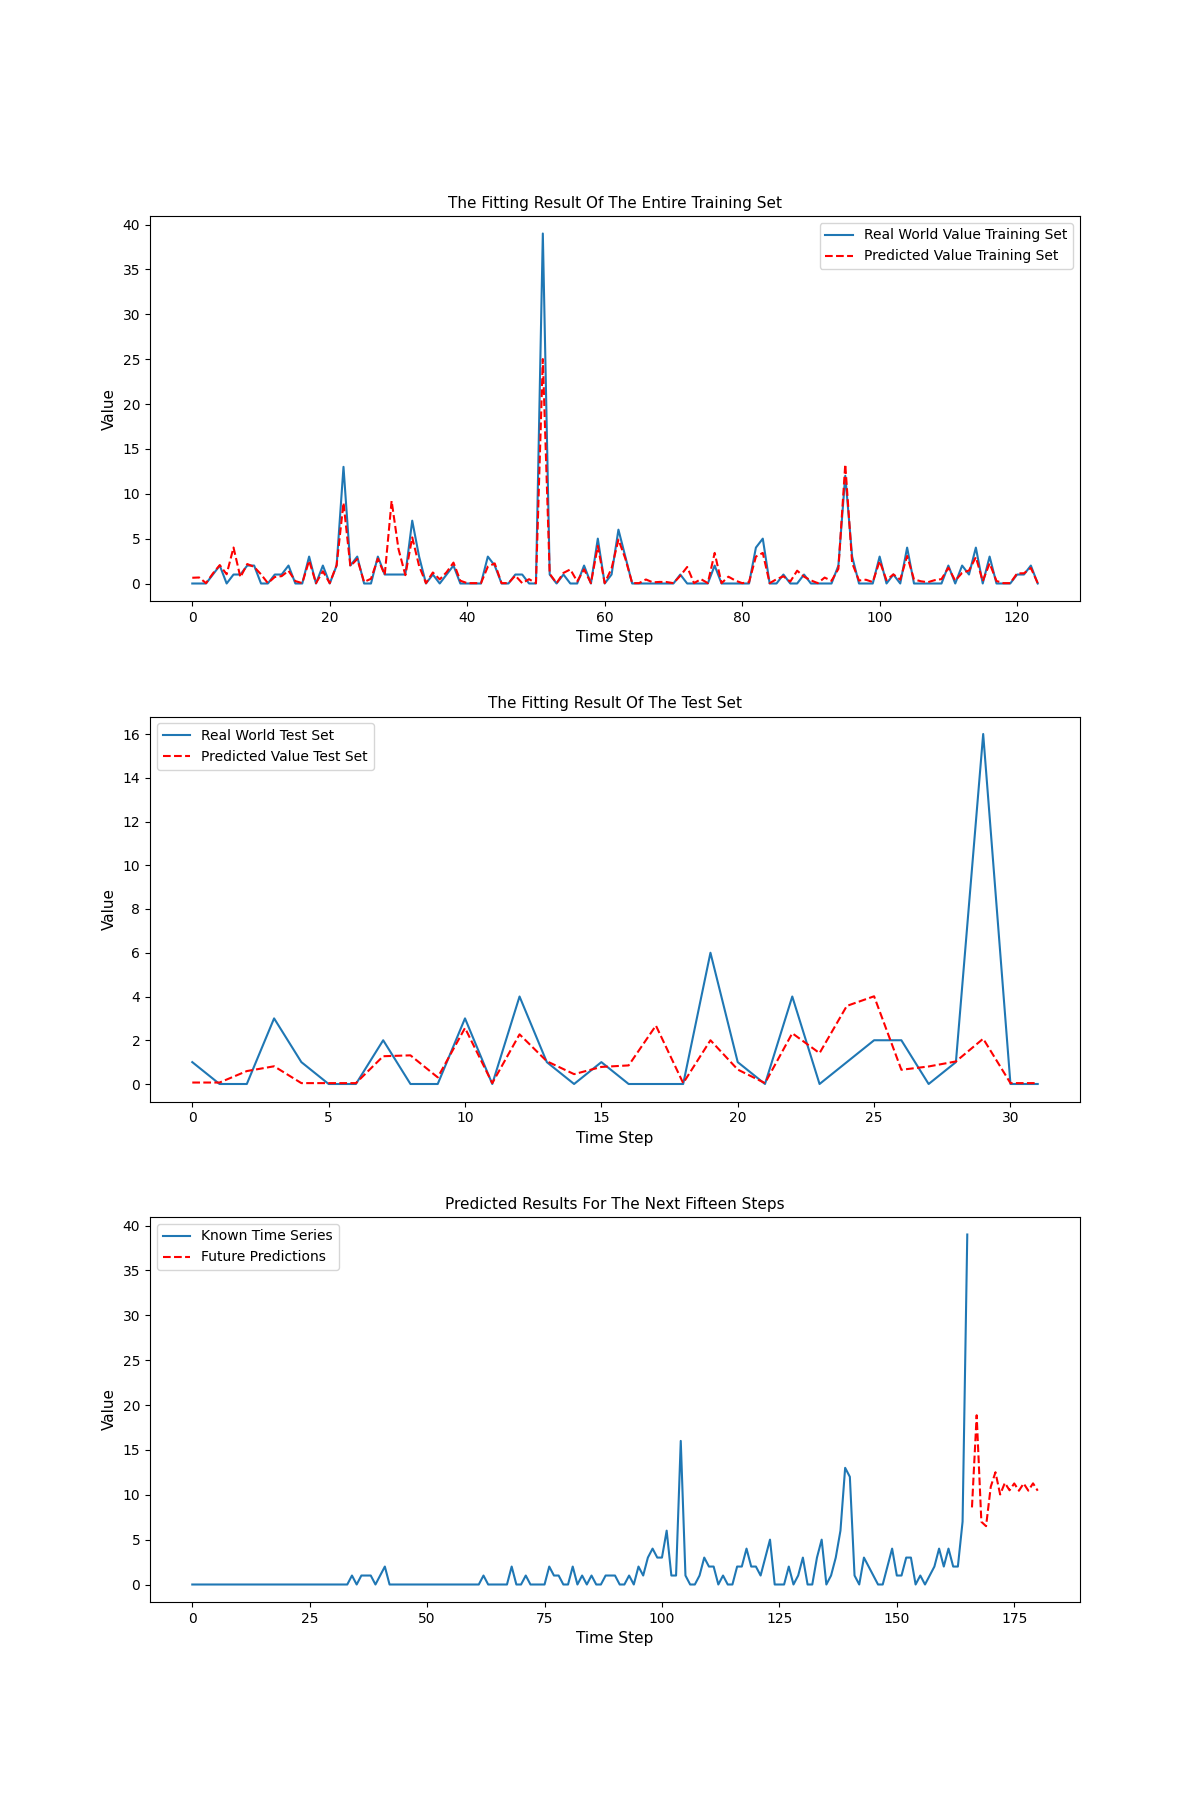 The Fitting Result Of The Entire Training Set
40
35
30
25
20
15
10
5
0
Value
Real World Value Training Set
Predicted Value Training Set
0 20 40 60 80 100 120
Time Step
The Fitting Result Of The Test Set
16
14
12
10
8
6
4
2
0
Value
Real World Test Set
Predicted Value Test Set
0 5 10 15 20 25 30
Time Step
Predicted Results For The Next Fifteen Steps
40
35
30
25
20
15
10
5
0
Value
Known Time Series
Future Predictions
0 25 50 75 100 125 150 175
Time Step